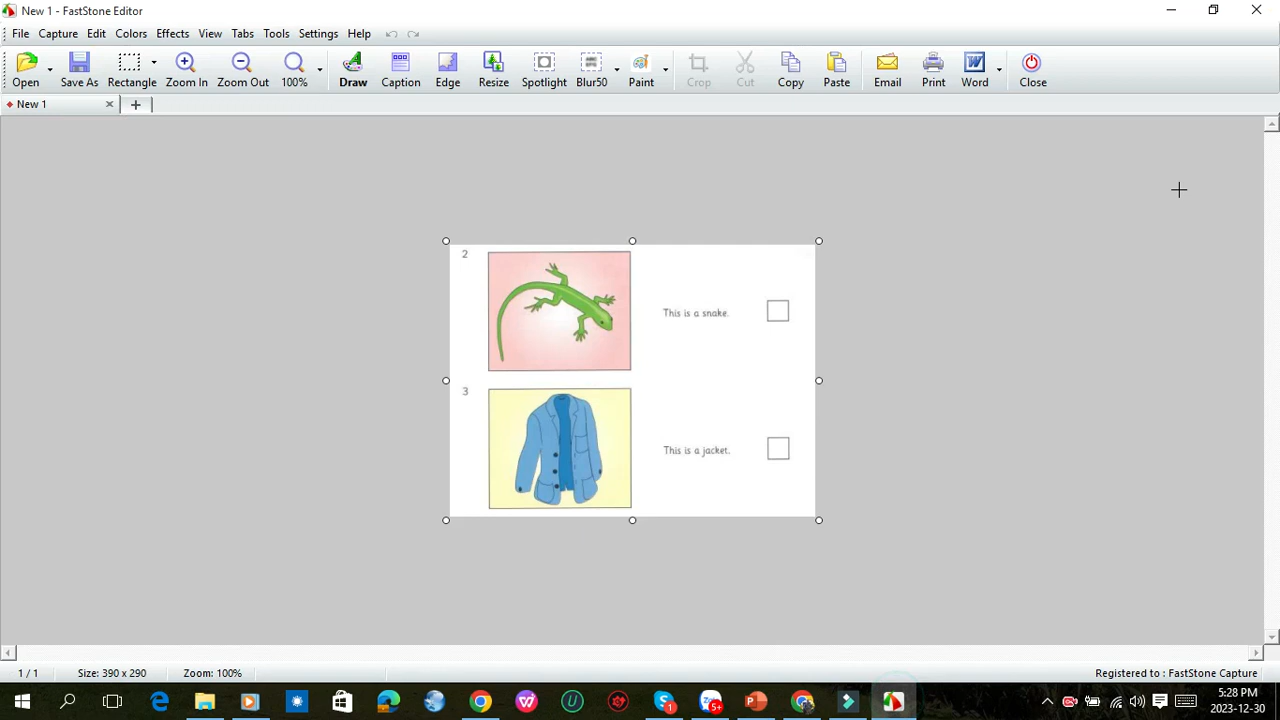 New 1 - FastStone Editor
File Capture Edit Colors Effects View Tabs Tools Settings Help
Open Save As Rectangle Zoom In Zoom Out 100% Draw Caption Edge Resize Spotlight Blur50 Paint Crop Cut Copy Paste Email Print Word Close
New 1
2
This is a snake.
3
This is a jacket.
1 / 1 Size: 390 x 290 Zoom: 100% Registered to : FastStone Capture
5:28 PM
2023-12-30